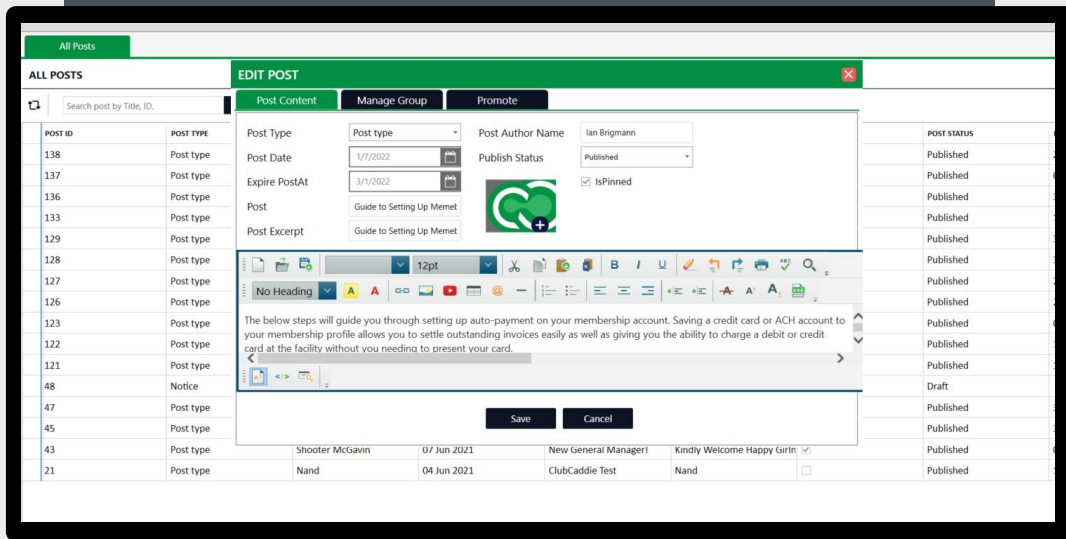 All Posts
ALL POSTS
Search post by Title, ID.
EDIT POST
Post Content Manage Group Promote
Post Type Post type Post Author Name Ian Brigmann
Post Date 1/7/2022 Publish Status Published
Expire PostAt 3/1/2022 IsPinned
Post Guide to Setting Up Memet
Post Excerpt Guide to Setting Up Memet
12pt
B I U ABC
No Heading A A @ A A A
The below steps will guide you through setting up auto-payment on your membership account. Saving a credit card or ACH account to
your membership profile allows you to settle outstanding invoices easily as well as giving you the ability to charge a debit or credit
card at the facility without you needing to present your card.
</>
Save Cancel
POST ID POST TYPE POST STATUS
138 Post type Published
137 Post type Published
136 Post type Published
133 Post type Published
129 Post type Published
128 Post type Published
127 Post type Published
126 Post type Published
123 Post type Published
122 Post type Published
121 Post type Published
48 Notice Draft
47 Post type Published
45 Post type Published
43 Post type Shooter McGavin 07 Jun 2021 New General Manager! Kindly Welcome Happy Girln Published
21 Post type Nand 04 Jun 2021 ClubCaddie Test Nand Published